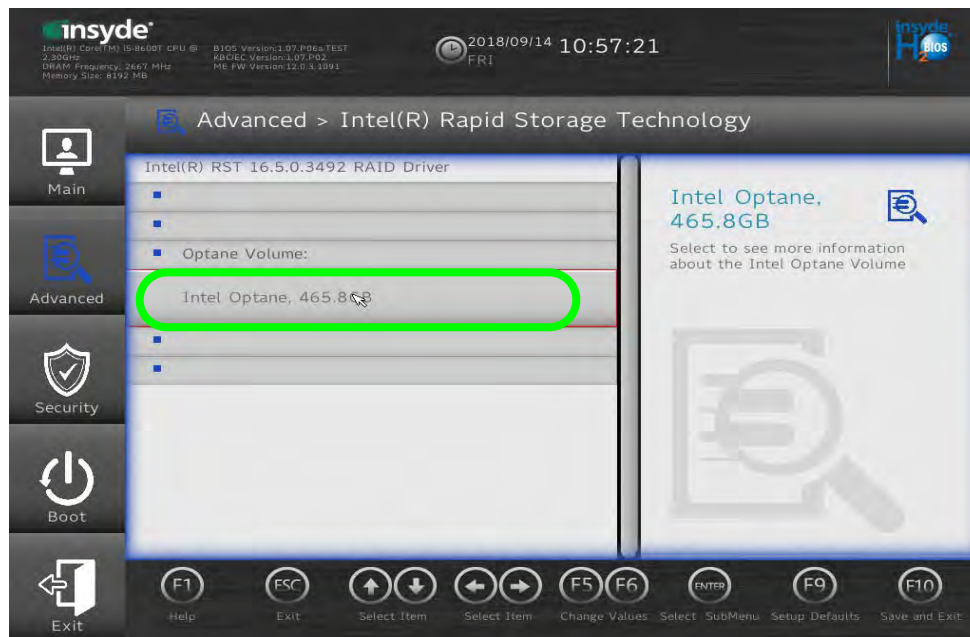 insyde®
Intel(R) Core(TM) i5-8600T CPU @
2.30GHz
DRAM Frequency: 2667 MHz
Memory Size: 8192 MB
BIOS Version:1.07.P06a.TEST
KBC/EC Version:1.07.P02
ME FW Version:12.0.3.1091
2018/09/14 10:57:21
FRI
insyde
H2BIOS
Advanced > Intel(R) Rapid Storage Technology
Main
Advanced
Security
Boot
Exit
Intel(R) RST 16.5.0.3492 RAID Driver
Optane Volume:
Intel Optane, 465.8GB
Intel Optane,
465.8GB
Select to see more information
about the Intel Optane Volume
F1
Help
ESC
Exit
Select Item
Select Item
F5 F6
Change Values
ENTER
Select SubMenu
F9
Setup Defaults
F10
Save and Exit